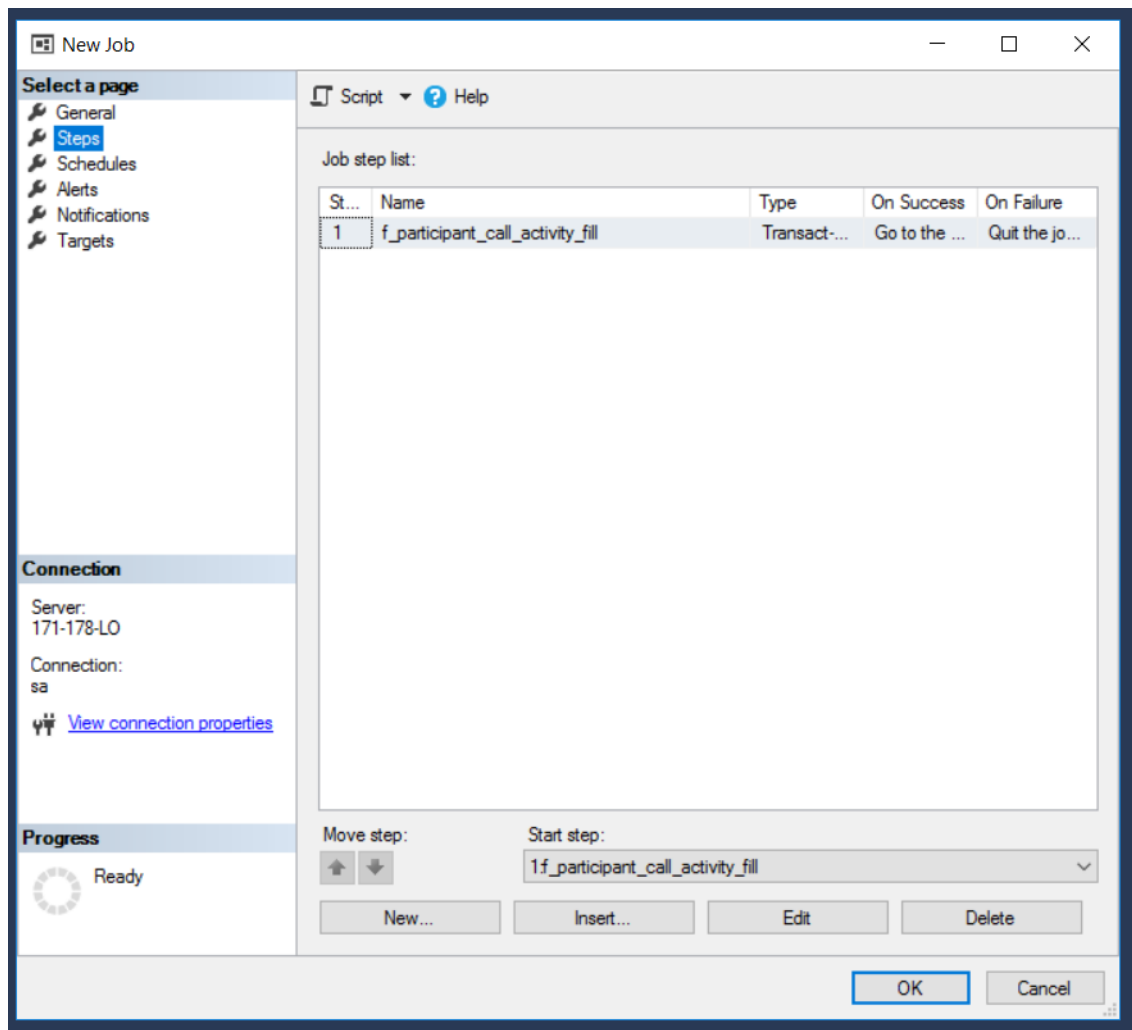 New Job
Select a page
General
Steps
Schedules
Alerts
Notifications
Targets
Connection
Server:
171-178-LO
Connection:
sa
View connection properties
Progress
Ready
Script Help
Job step list:
St... Name Type On Success On Failure
1 f_participant_call_activity_fill Transact-... Go to the ... Quit the jo...
Move step: Start step:
1:f_participant_call_activity_fill
New... Insert... Edit Delete
OK Cancel